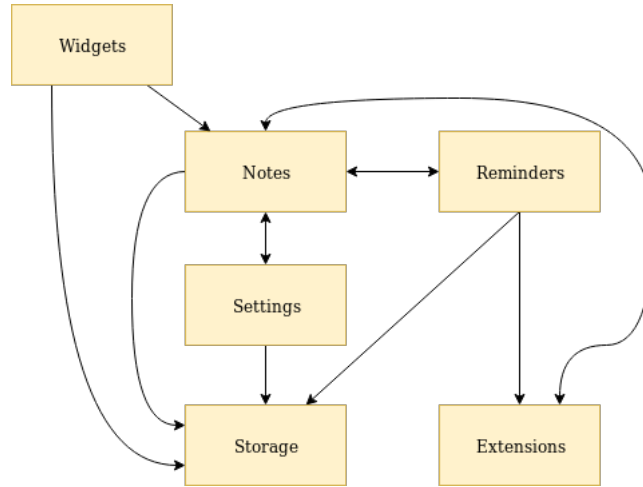 Widgets
Notes
Reminders
Settings
Storage
Extensions